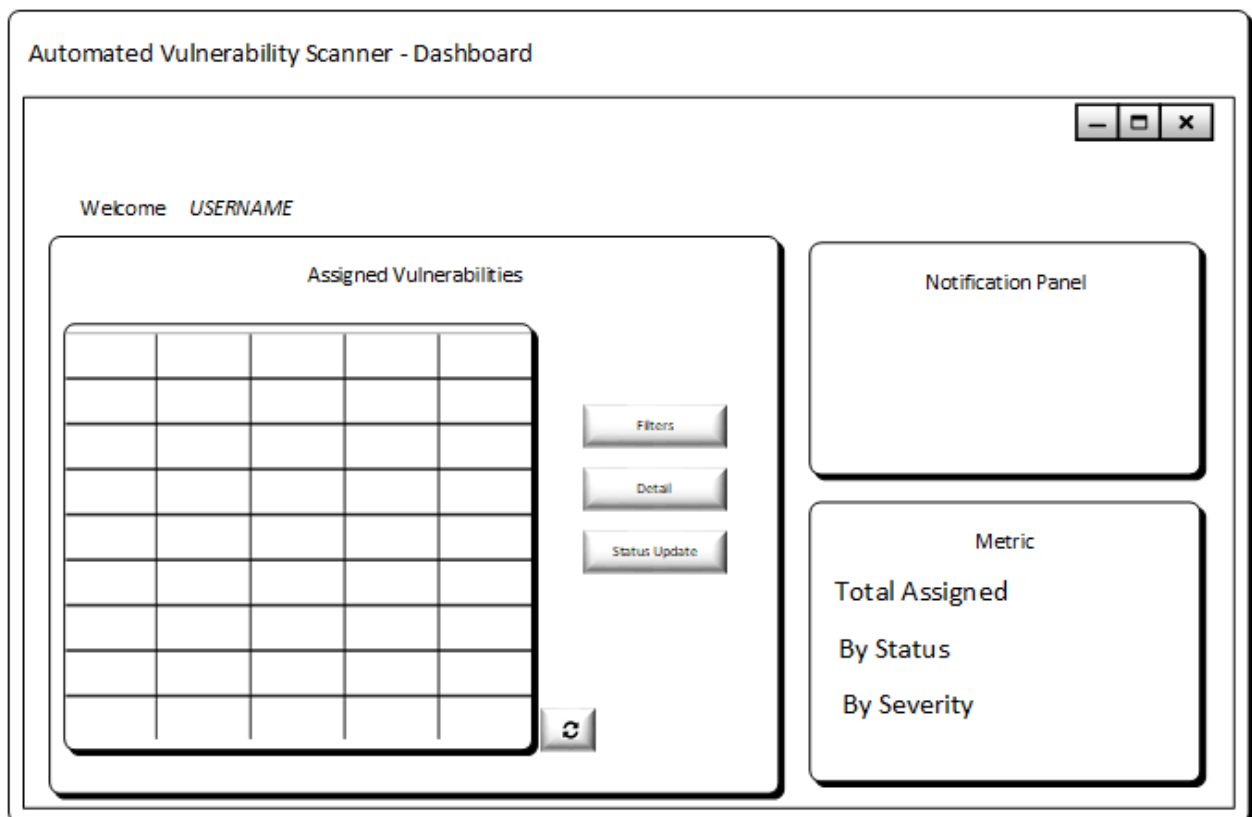 Automated Vulnerability Scanner - Dashboard
Welcome USERNAME
Assigned Vulnerabilities
Filters
Detail
Status Update
Notification Panel
Metric
Total Assigned
By Status
By Severity